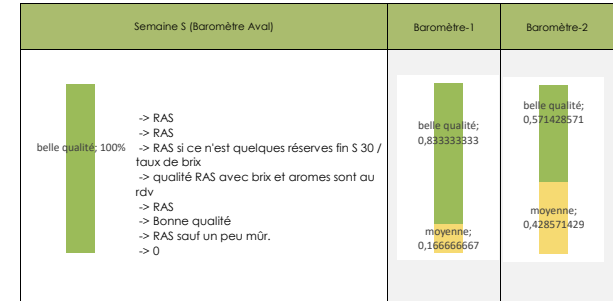 Semaine S (Baromètre Aval)
Baromètre-1
Baromètre-2
belle qualité; 100%
-> RAS
-> RAS
-> RAS si ce n'est quelques réserves fin S 30 /
taux de brix
-> qualité RAS avec brix et aromes sont au
rdv
-> RAS
-> Bonne qualité
-> RAS sauf un peu mûr.
-> 0
belle qualité;
0,833333333
moyenne;
0,166666667
belle qualité;
0,571428571
moyenne;
0,428571429